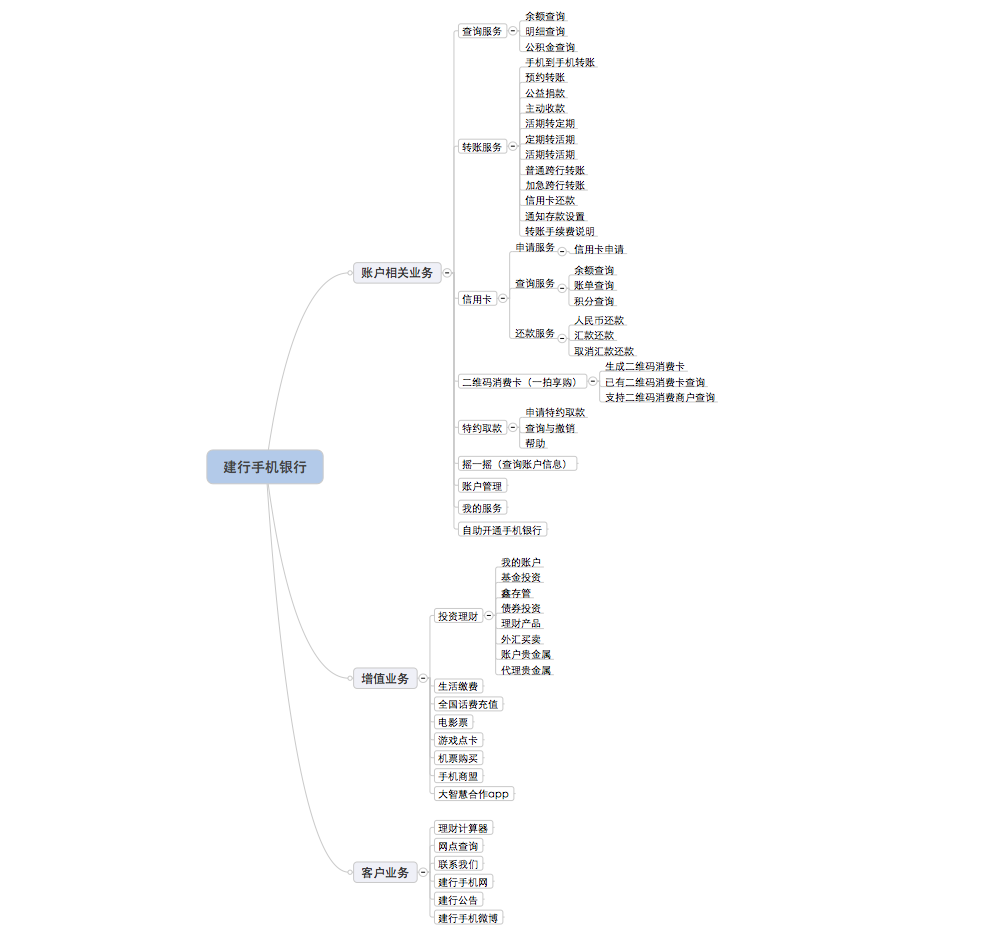 建行手机银行
账户相关业务
查询服务
余额查询
明细查询
公积金查询
转账服务
手机到手机转账
预约转账
公益捐款
主动收款
活期转定期
定期转活期
活期转活期
普通跨行转账
加急跨行转账
信用卡还款
通知存款设置
转账手续费说明
信用卡
申请服务
信用卡申请
查询服务
余额查询
账单查询
积分查询
还款服务
人民币还款
汇款还款
取消汇款还款
二维码消费卡（一拍享购）
生成二维码消费卡
已有二维码消费卡查询
支持二维码消费商户查询
特约取款
申请特约取款
查询与撤销
帮助
摇一摇（查询账户信息）
账户管理
我的服务
自助开通手机银行
增值业务
投资理财
我的账户
基金投资
鑫存管
债券投资
理财产品
外汇买卖
账户贵金属
代理贵金属
生活缴费
全国话费充值
电影票
游戏点卡
机票购买
手机商盟
大智慧合作app
客户业务
理财计算器
网点查询
联系我们
建行手机网
建行公告
建行手机微博